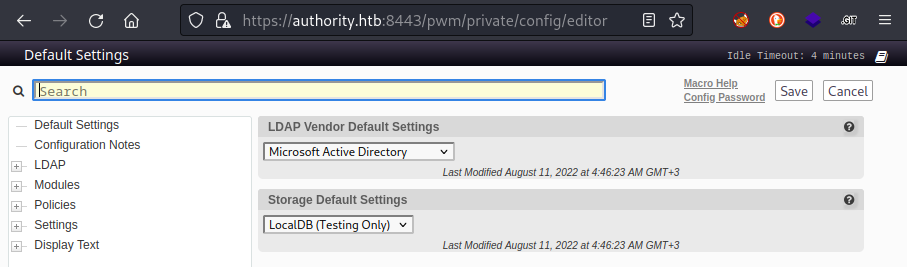 https://authority.htb:8443/pwm/private/config/editor
.GIT
Default Settings
Idle Timeout: 4 minutes
Search
Macro Help
Config Password
Save
Cancel
Default Settings
Configuration Notes
LDAP
Modules
Policies
Settings
Display Text
LDAP Vendor Default Settings
Microsoft Active Directory
Last Modified August 11, 2022 at 4:46:23 AM GMT+3
Storage Default Settings
LocalDB (Testing Only)
Last Modified August 11, 2022 at 4:46:23 AM GMT+3